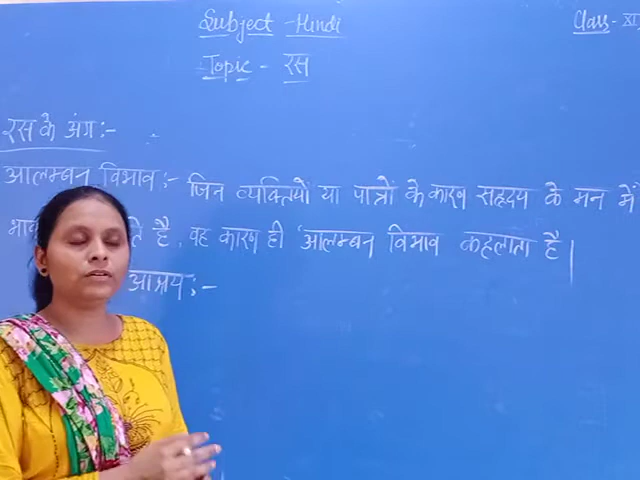 Subject - Hindi
Class - XI
Topic - रस
रस के अंग :-
आलम्बन विभाव :- जिन व्यक्तियों या पात्रों के कारण सहृदय के मन में
है, वह कारण ही 'आलम्बन विभाव कहलाता है|
आश्रय :-